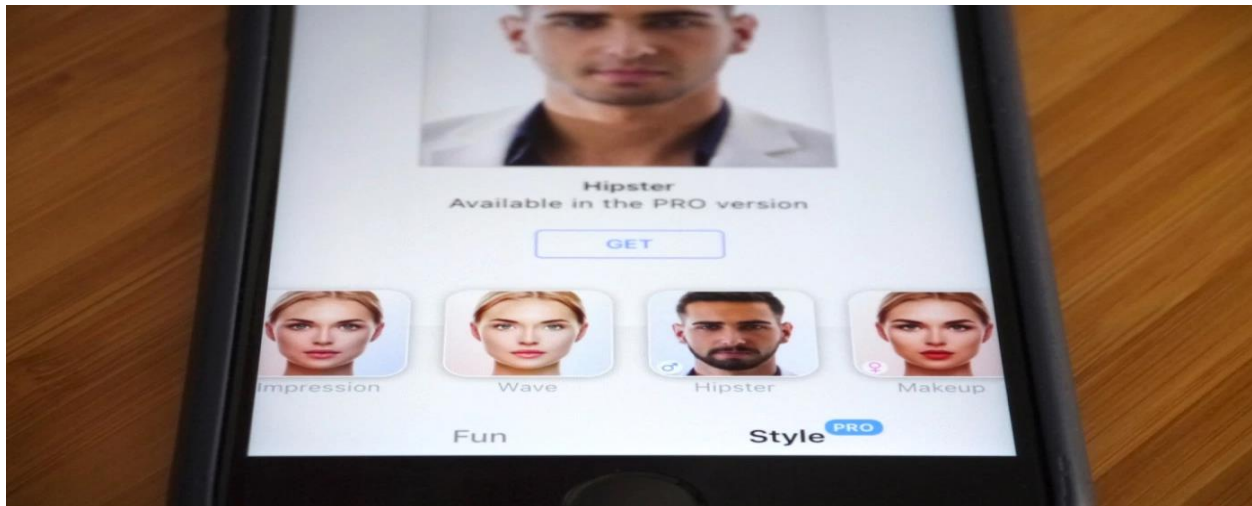 Hipster
Available in the PRO version
GET
Impression Wave Hipster Makeup
Fun Style PRO